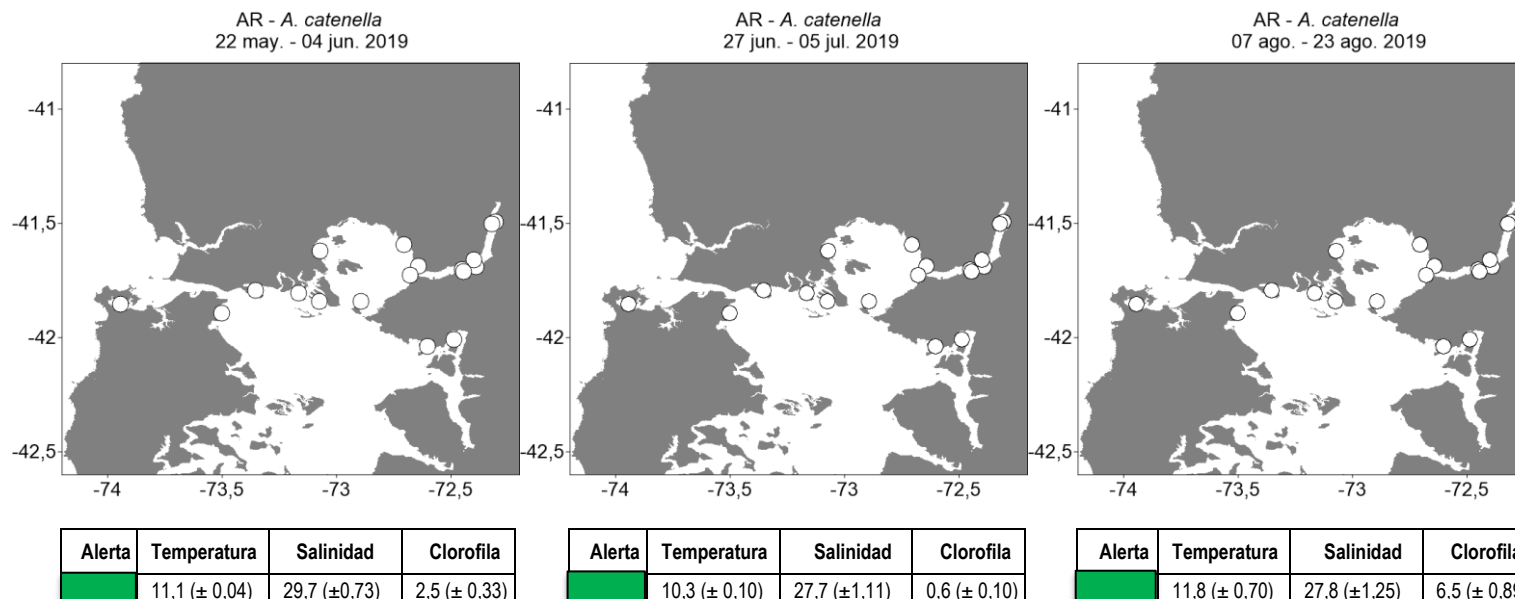 AR - A. catenella
22 may. - 04 jun. 2019
-41
-41,5
-42
-42,5
-74
-73,5
-73
-72,5
Alerta Temperatura Salinidad Clorofila
11,1 (± 0,04) 29,7 (±0,73) 2,5 (± 0,33)
AR - A. catenella
27 jun. - 05 jul. 2019
-41
-41,5
-42
-42,5
-74
-73,5
-73
-72,5
Alerta Temperatura Salinidad Clorofila
10,3 (± 0,10) 27,7 (±1,11) 0,6 (± 0,10)
AR - A. catenella
07 ago. - 23 ago. 2019
-41
-41,5
-42
-42,5
-74
-73,5
-73
-72,5
Alerta Temperatura Salinidad Clorofila
11,8 (± 0,70) 27,8 (±1,25) 6,5 (± 0,89